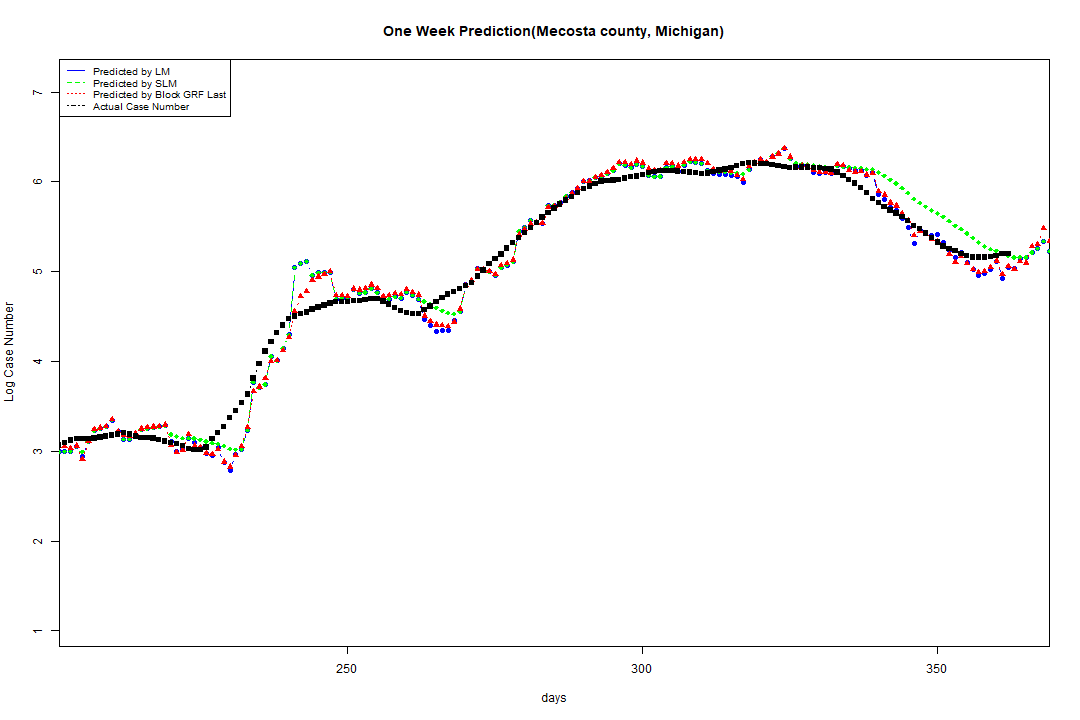 One Week Prediction(Mecosta county, Michigan)
Predicted by LM
Predicted by SLM
Predicted by Block GRF Last
Actual Case Number
7
6
5
4
3
2
1
Log Case Number
250
300
350
days